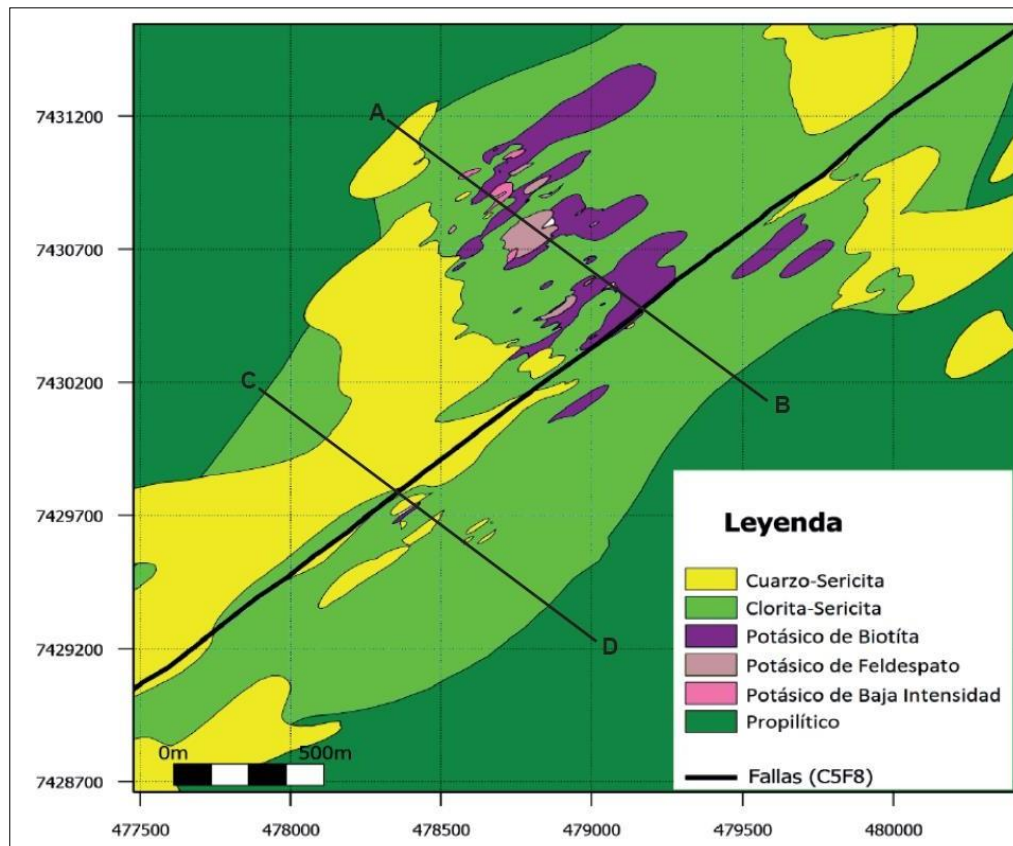 7431200
7430700
7430200
7429700
7429200
7428700
A
B
C
D
Leyenda
Cuarzo-Sericita
Clorita-Sericita
Potásico de Biotíta
Potásico de Feldespato
Potásico de Baja Intensidad
Propilítico
Fallas (C5F8)
0m 500m
477500 478000 478500 479000 479500 480000